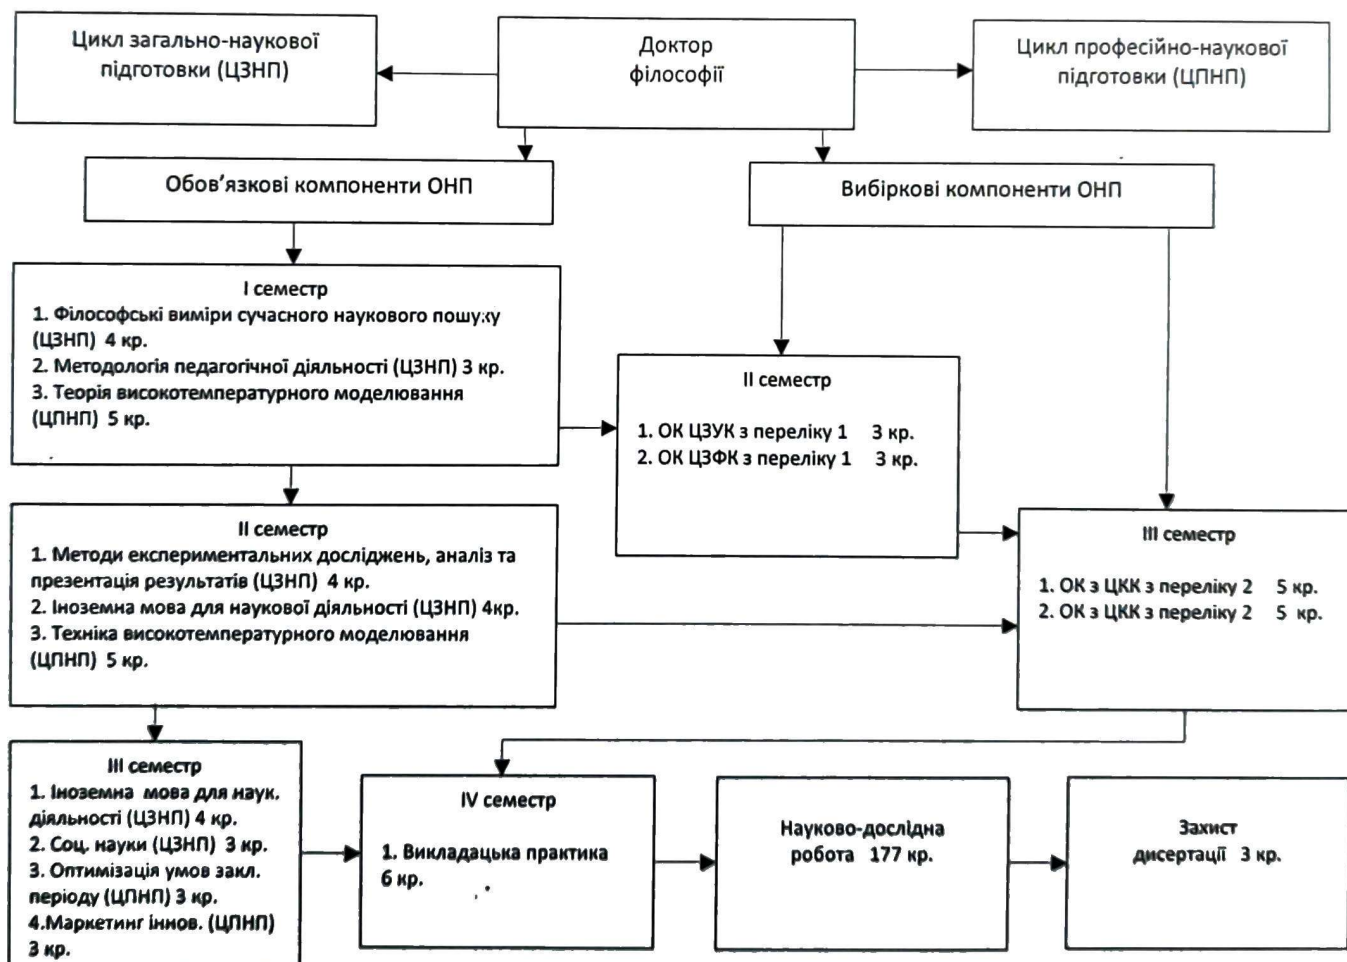 Цикл загально-наукової
підготовки (ЦЗНП)
Доктор
філософії
Цикл професійно-наукової
підготовки (ЦПНП)
Обов’язкові компоненти ОНП
Вибіркові компоненти ОНП
І семестр
1. Філософські виміри сучасного наукового пошуку
(ЦЗНП) 4 кр.
2. Методологія педагогічної діяльності (ЦЗНП) 3 кр.
3. Теорія високотемпературного моделювання
(ЦПНП) 5 кр.
ІІ семестр
1. ОК ЦЗУК з переліку 1 3 кр.
2. ОК ЦЗФК з переліку 1 3 кр.
ІІ семестр
1. Методи експериментальних досліджень, аналіз та
презентація результатів (ЦЗНП) 4 кр.
2. Іноземна мова для наукової діяльності (ЦЗНП) 4кр.
3. Техніка високотемпературного моделювання
(ЦПНП) 5 кр.
ІІІ семестр
1. ОК з ЦКК з переліку 2 5 кр.
2. ОК з ЦКК з переліку 2 5 кр.
ІІІ семестр
1. Іноземна мова для наук.
діяльності (ЦЗНП) 4 кр.
2. Соц. науки (ЦЗНП) 3 кр.
3. Оптимізація умов закл.
періоду (ЦПНП) 3 кр.
4.Маркетинг іннов. (ЦПНП)
3 кр.
IV семестр
1. Викладацька практика
6 кр.
Науково-дослідна
робота 177 кр.
Захист
дисертації 3 кр.